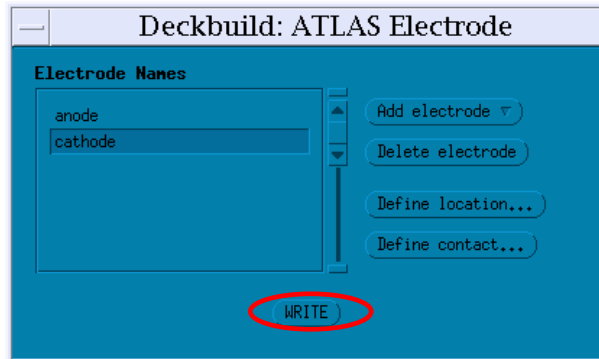 Deckbuild: ATLAS Electrode
Electrode Names
anode
cathode
Add electrode
Delete electrode
Define location...
Define contact...
WRITE